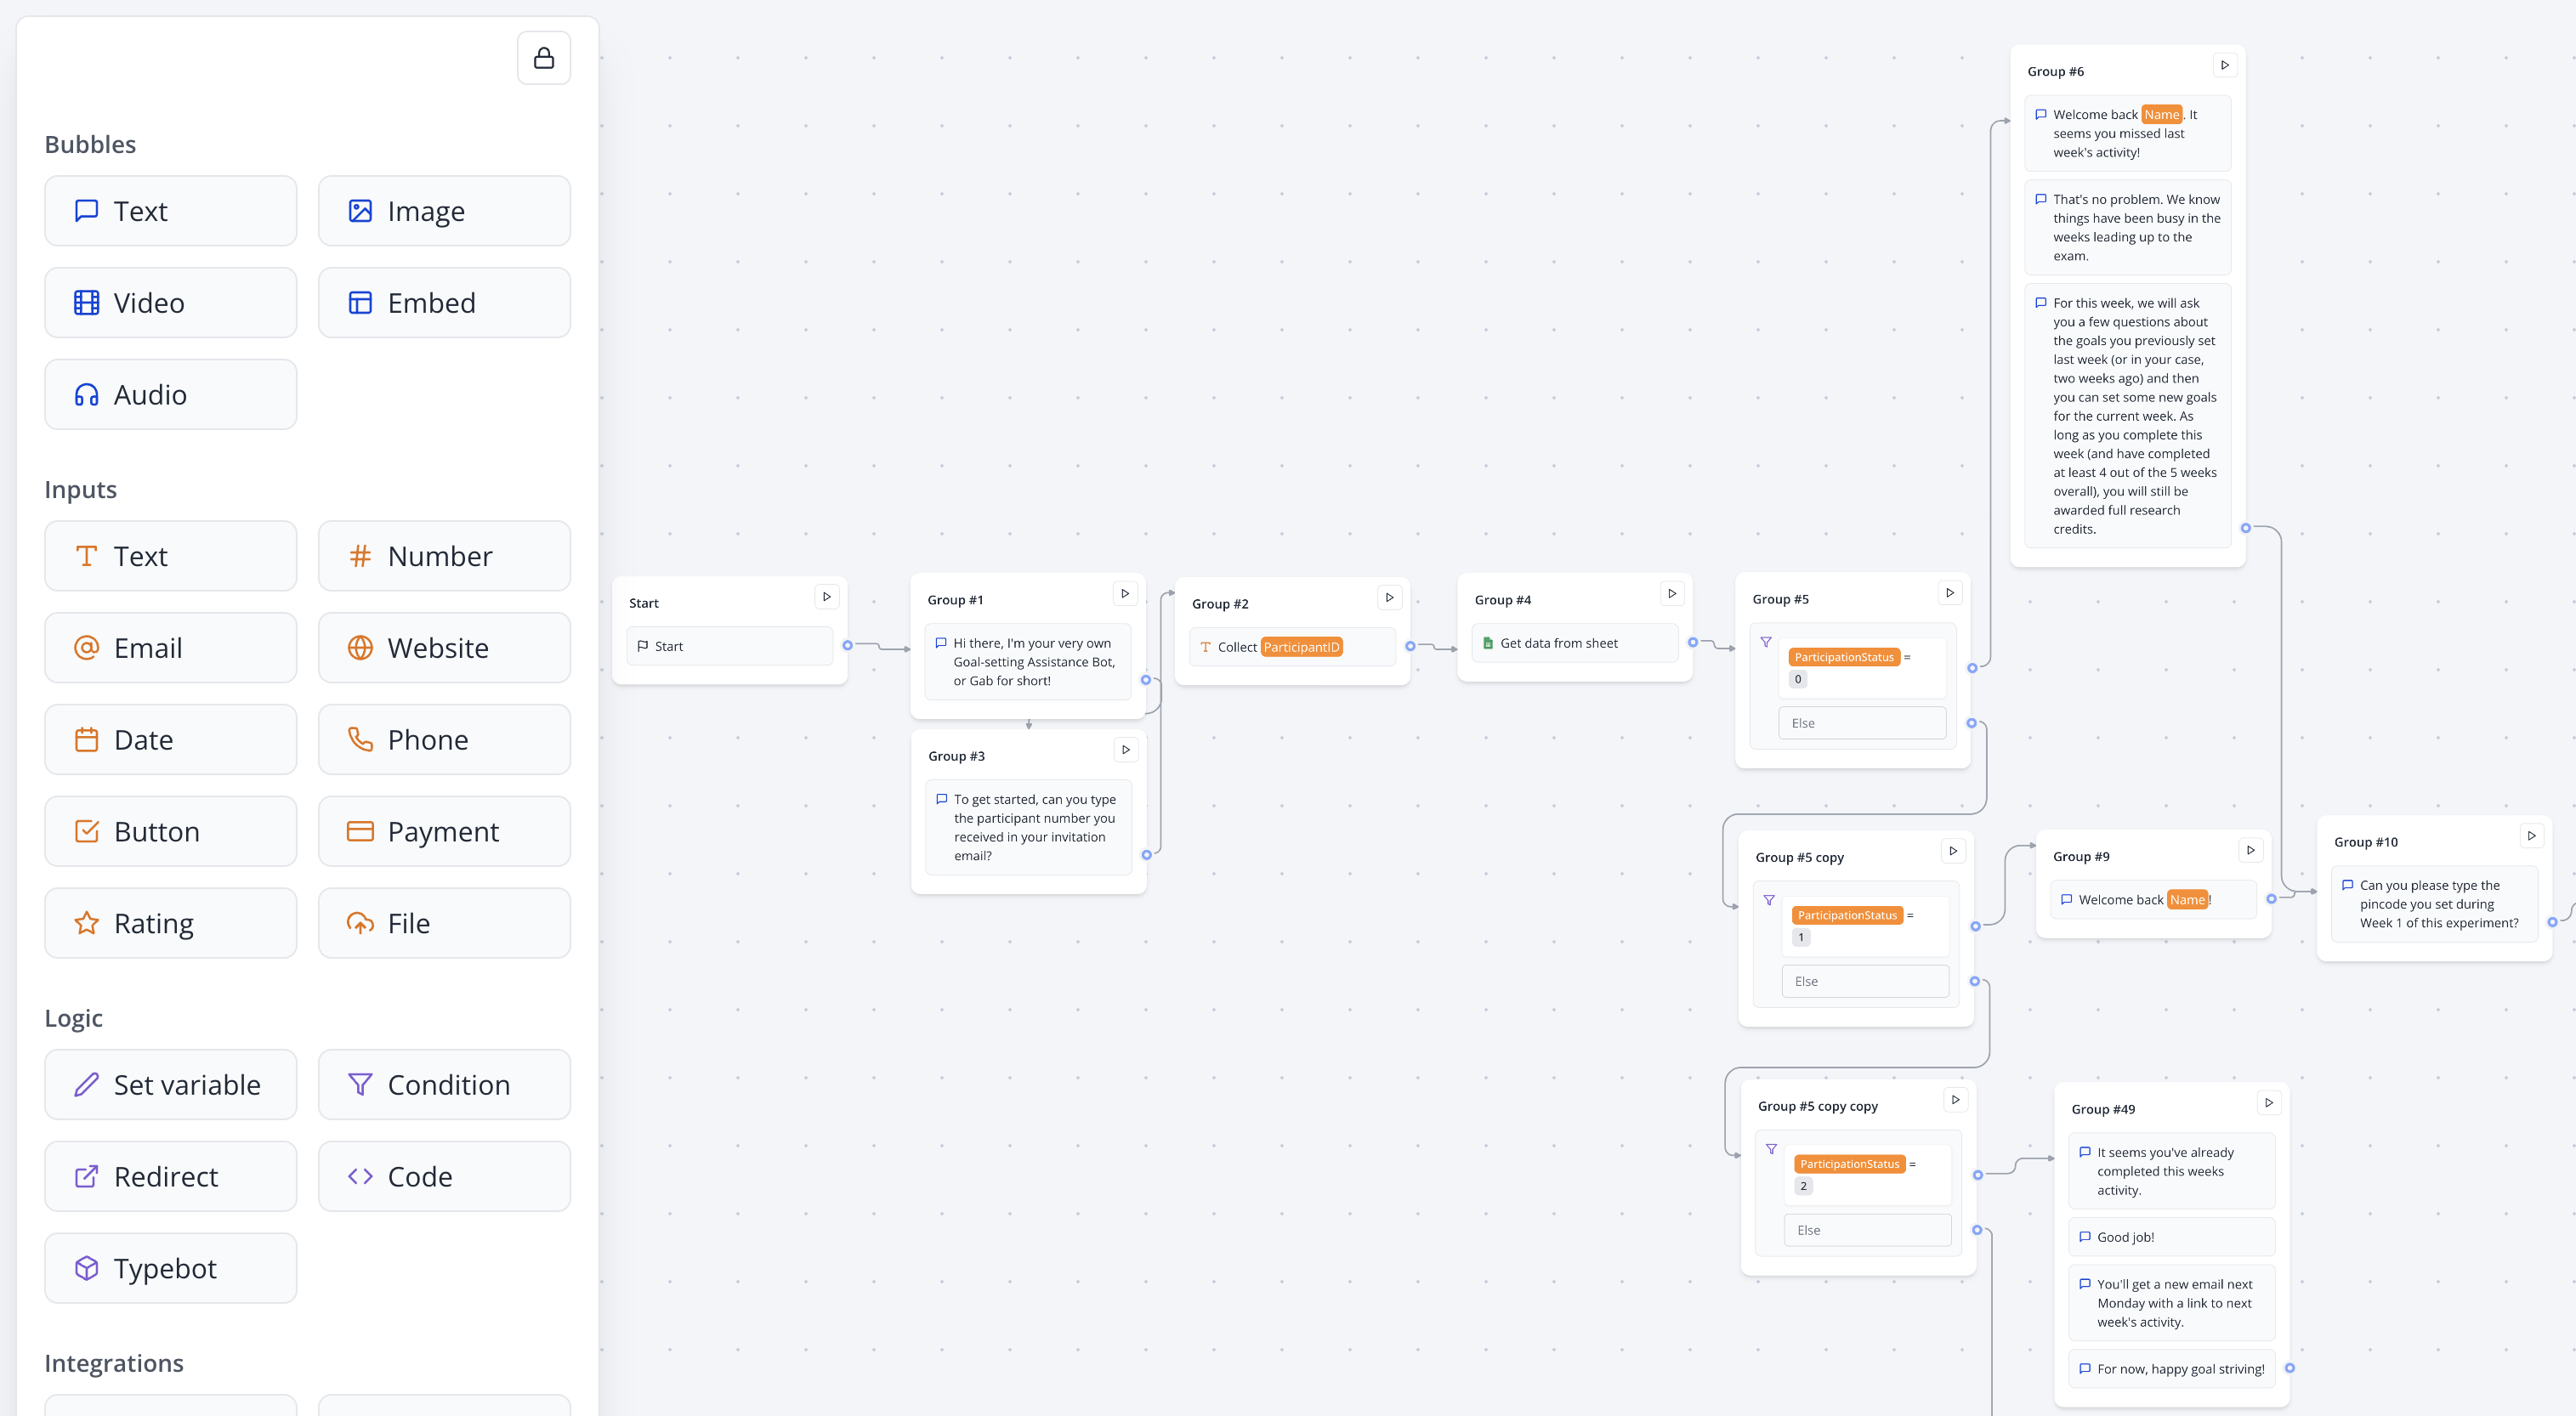 Bubbles
Text
Image
Video
Embed
Audio
Inputs
Text
Number
Email
Website
Date
Phone
Button
Payment
Rating
File
Logic
Set variable
Condition
Redirect
Code
Typebot
Integrations
Start
Start
Group #1
Hi there, I'm your very own
Goal-setting Assistance Bot,
or Gab for short!
Group #3
To get started, can you type
the participant number you
received in your invitation
email?
Group #2
Collect ParticipantID
Group #4
Get data from sheet
Group #5
ParticipationStatus =
0
Else
Group #5 copy
ParticipationStatus =
1
Else
Group #5 copy copy
ParticipationStatus =
2
Else
Group #6
Welcome back Name. It
seems you missed last
week's activity!
That's no problem. We know
things have been busy in the
weeks leading up to the
exam.
For this week, we will ask
you a few questions about
the goals you previously set
last week (or in your case,
two weeks ago) and then
you can set some new goals
for the current week. As
long as you complete this
week (and have completed
at least 4 out of the 5 weeks
overall), you will still be
awarded full research
credits.
Group #9
Welcome back Name!
Group #10
Can you please type the
pincode you set during
Week 1 of this experiment?
Group #49
It seems you've already
completed this weeks
activity.
Good job!
You'll get a new email next
Monday with a link to next
week's activity.
For now, happy goal striving!